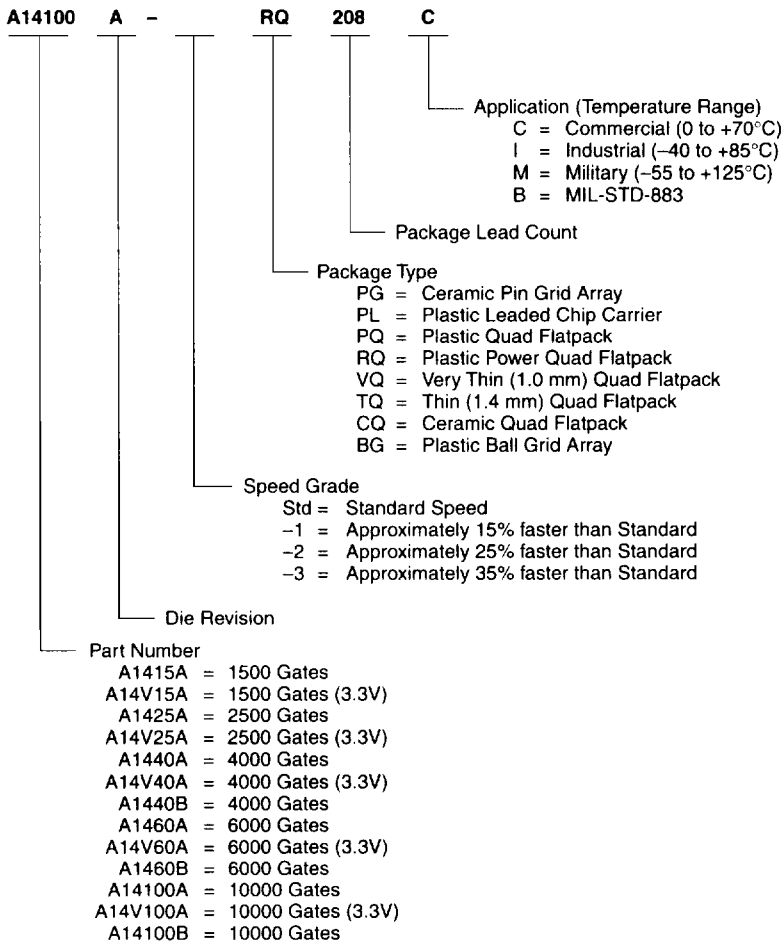 A14100 A – RQ 208 C
Application (Temperature Range)
C = Commercial (0 to +70°C)
I = Industrial (–40 to +85°C)
M = Military (–55 to +125°C)
B = MIL-STD-883
Package Lead Count
Package Type
PG = Ceramic Pin Grid Array
PL = Plastic Leaded Chip Carrier
PQ = Plastic Quad Flatpack
RQ = Plastic Power Quad Flatpack
VQ = Very Thin (1.0 mm) Quad Flatpack
TQ = Thin (1.4 mm) Quad Flatpack
CQ = Ceramic Quad Flatpack
BG = Plastic Ball Grid Array
Speed Grade
Std = Standard Speed
–1 = Approximately 15% faster than Standard
–2 = Approximately 25% faster than Standard
–3 = Approximately 35% faster than Standard
Die Revision
Part Number
A1415A = 1500 Gates
A14V15A = 1500 Gates (3.3V)
A1425A = 2500 Gates
A14V25A = 2500 Gates (3.3V)
A1440A = 4000 Gates
A14V40A = 4000 Gates (3.3V)
A1440B = 4000 Gates
A1460A = 6000 Gates
A14V60A = 6000 Gates (3.3V)
A1460B = 6000 Gates
A14100A = 10000 Gates
A14V100A = 10000 Gates (3.3V)
A14100B = 10000 Gates